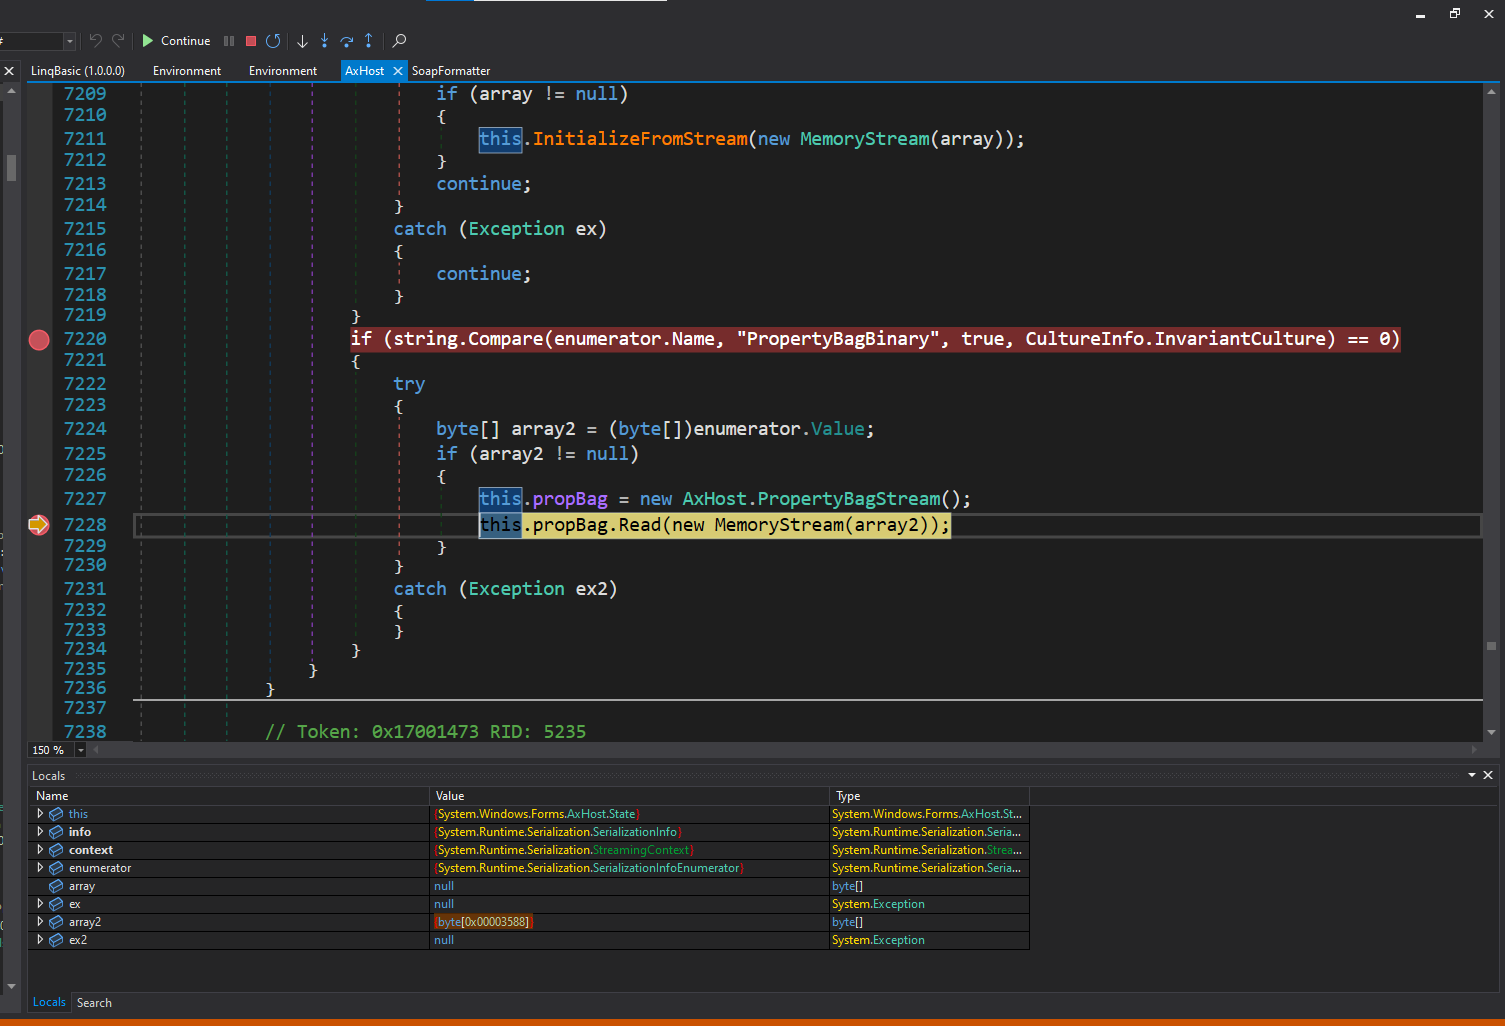 Continue
LinqBasic (1.0.0.0) Environment Environment AxHost SoapFormatter
7209 if (array != null)
7210 {
7211 this.InitializeFromStream(new MemoryStream(array));
7212 }
7213 continue;
7214 }
7215 catch (Exception ex)
7216 {
7217 continue;
7218 }
7219 }
7220 if (string.Compare(enumerator.Name, "PropertyBagBinary", true, CultureInfo.InvariantCulture) == 0)
7221 {
7222 try
7223 {
7224 byte[] array2 = (byte[])enumerator.Value;
7225 if (array2 != null)
7226 {
7227 this.propBag = new AxHost.PropertyBagStream();
7228 this.propBag.Read(new MemoryStream(array2));
7229 }
7230 }
7231 catch (Exception ex2)
7232 {
7233 }
7234 }
7235 }
7236 }
7237
7238 // Token: 0x17001473 RID: 5235
150 %
Locals
Name Value Type
this {System.Windows.Forms.AxHost.State} System.Windows.Forms.AxHost.St...
info {System.Runtime.Serialization.SerializationInfo} System.Runtime.Serialization.Seria...
context {System.Runtime.Serialization.StreamingContext} System.Runtime.Serialization.Strea...
enumerator {System.Runtime.Serialization.SerializationInfoEnumerator} System.Runtime.Serialization.Seria...
array null byte[]
ex null System.Exception
array2 byte[0x00003588] byte[]
ex2 null System.Exception
Locals Search